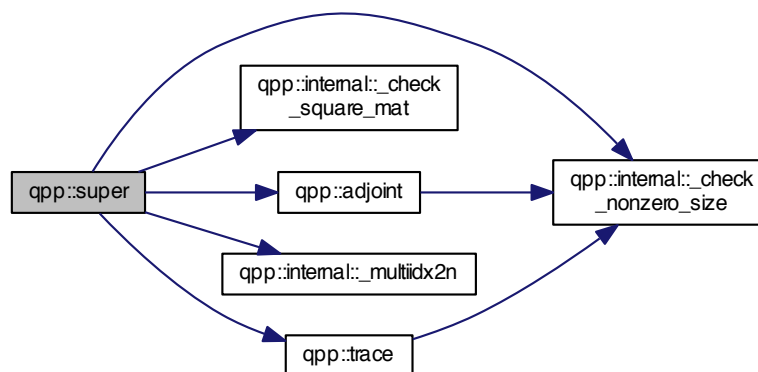 qpp::internal::_check
_square_mat
qpp::super
qpp::adjoint
qpp::internal::_check
_nonzero_size
qpp::internal::_multiidx2n
qpp::trace